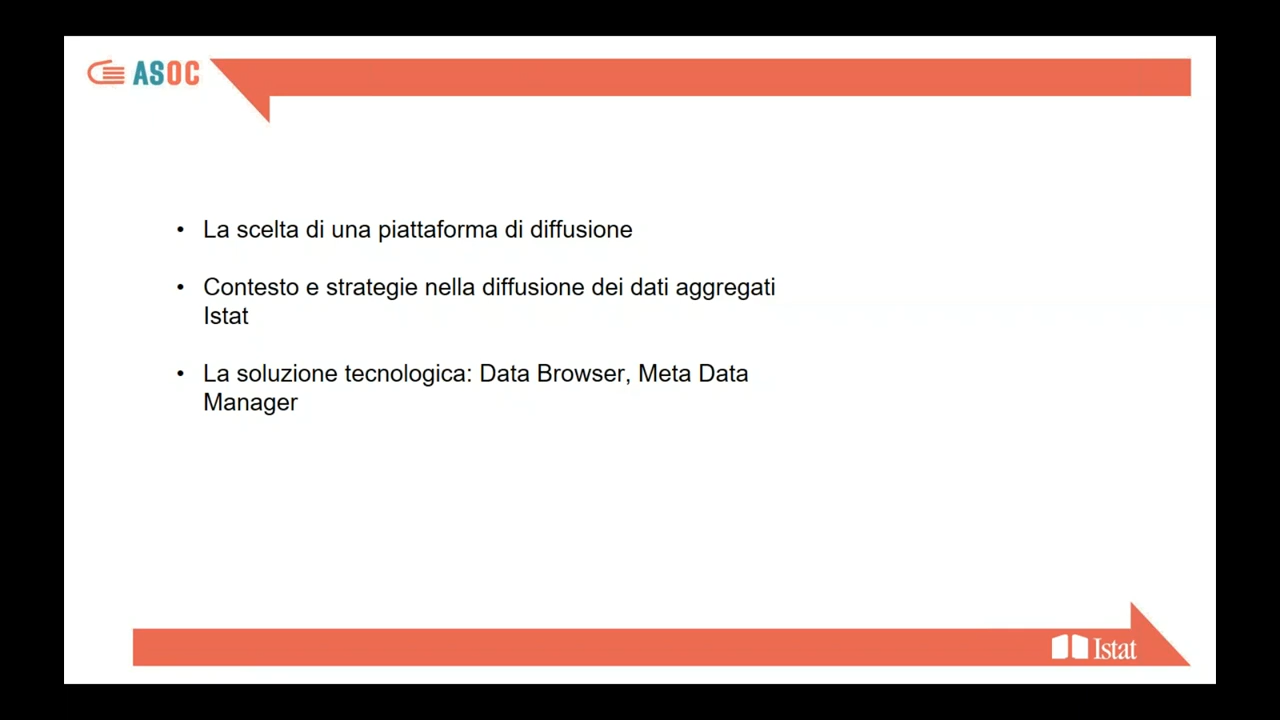 ASOC
• La scelta di una piattaforma di diffusione
• Contesto e strategie nella diffusione dei dati aggregati
Istat
• La soluzione tecnologica: Data Browser, Meta Data
Manager
Istat